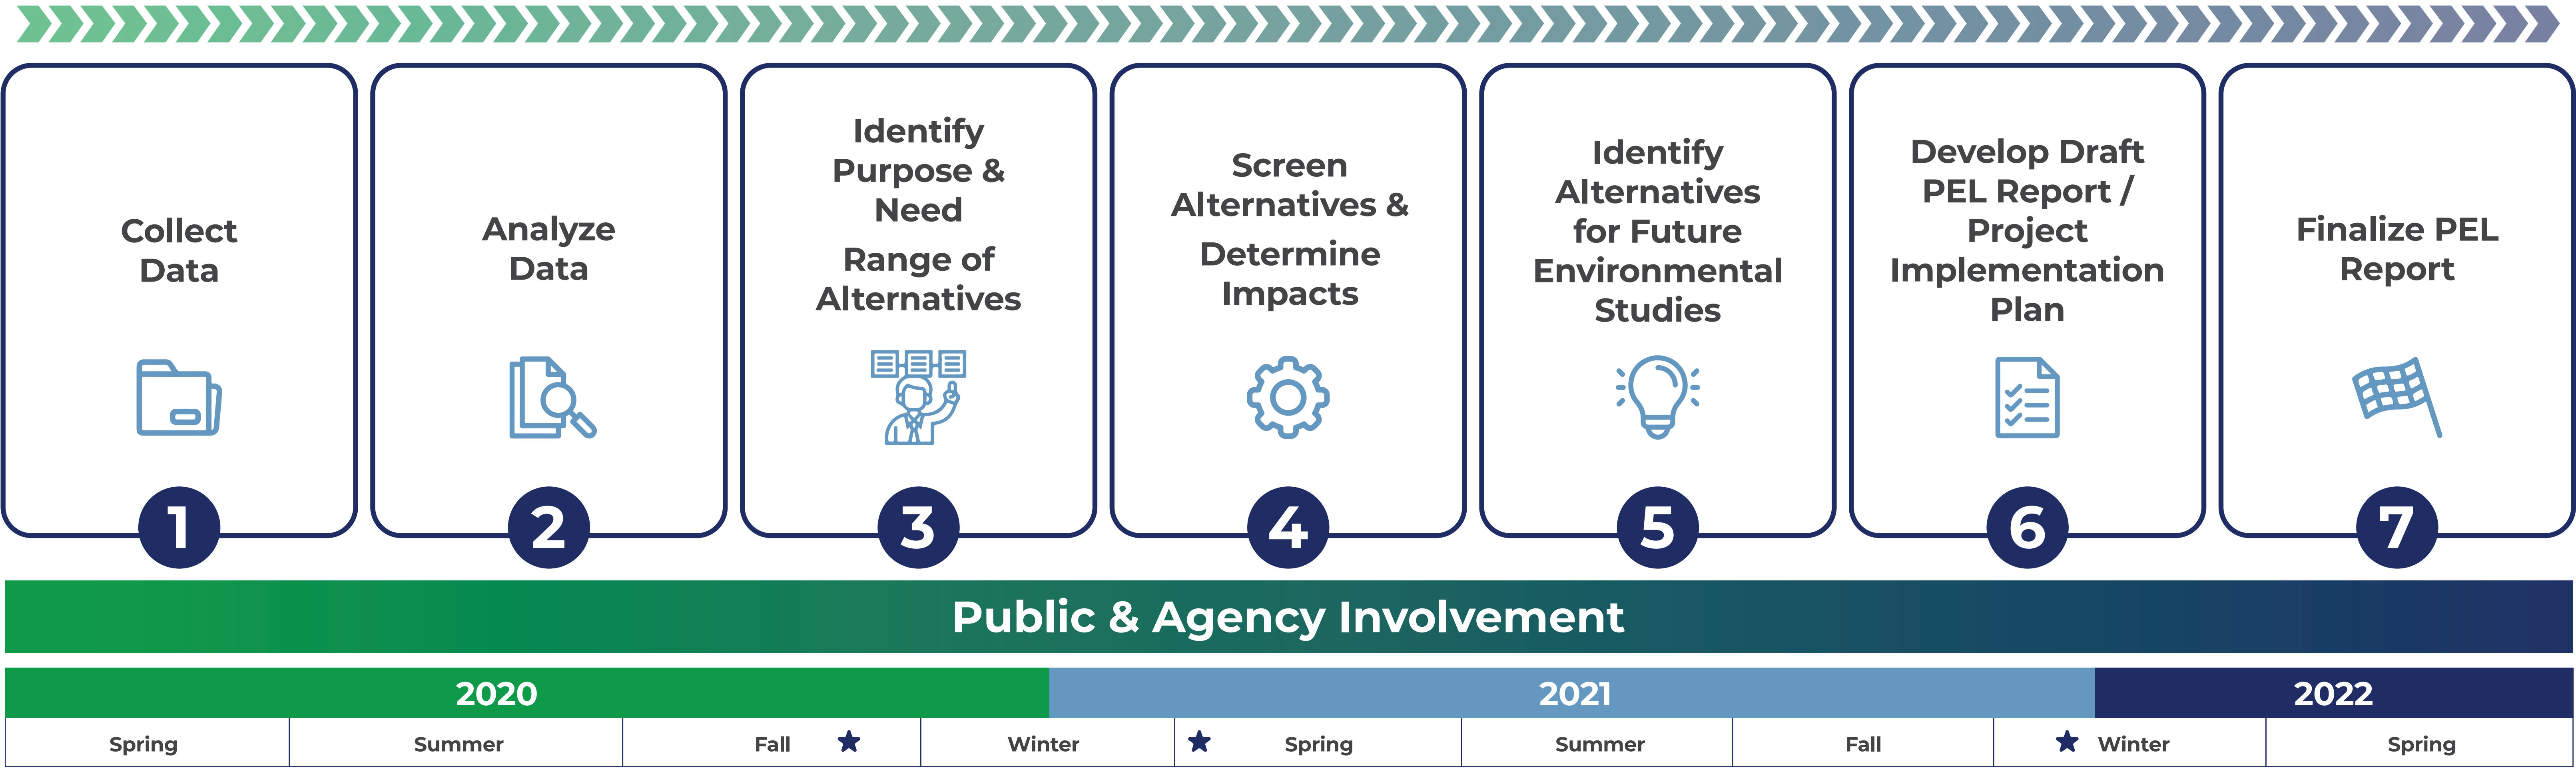 Collect
Data
1
Analyze
Data
2
Identify
Purpose &
Need
Range of
Alternatives
3
Screen
Alternatives &
Determine
Impacts
4
Identify
Alternatives
for Future
Environmental
Studies
5
Develop Draft
PEL Report /
Project
Implementation
Plan
6
Finalize PEL
Report
7
Public & Agency Involvement
2020 2021 2022
Spring Summer Fall Winter Spring Summer Fall Winter Spring